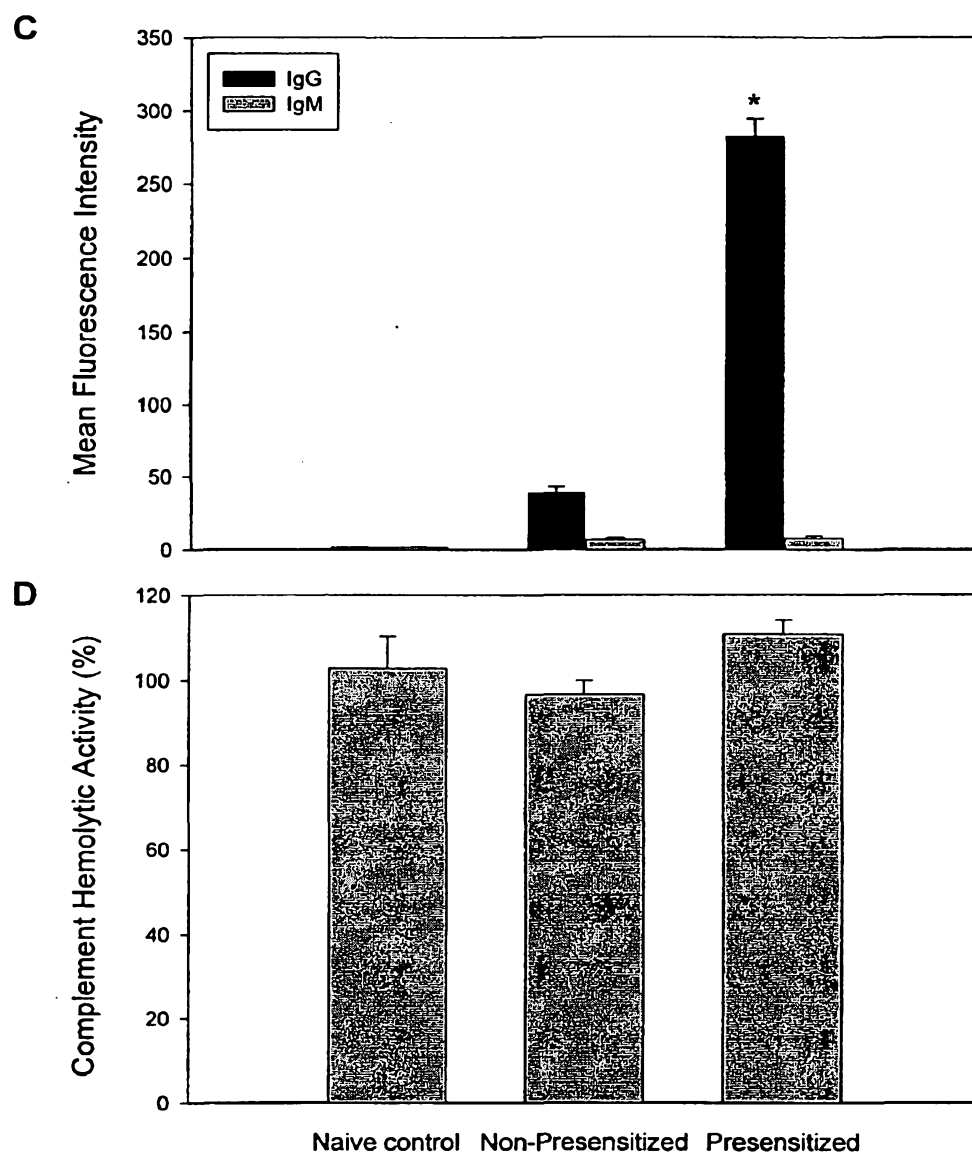 C
350
300
250
200
150
100
50
0
Mean Fluorescence Intensity
IgG
IgM
*
D
120
100
80
60
40
20
0
Complement Hemolytic Activity (%)
Naive control Non-Presensitized Presensitized